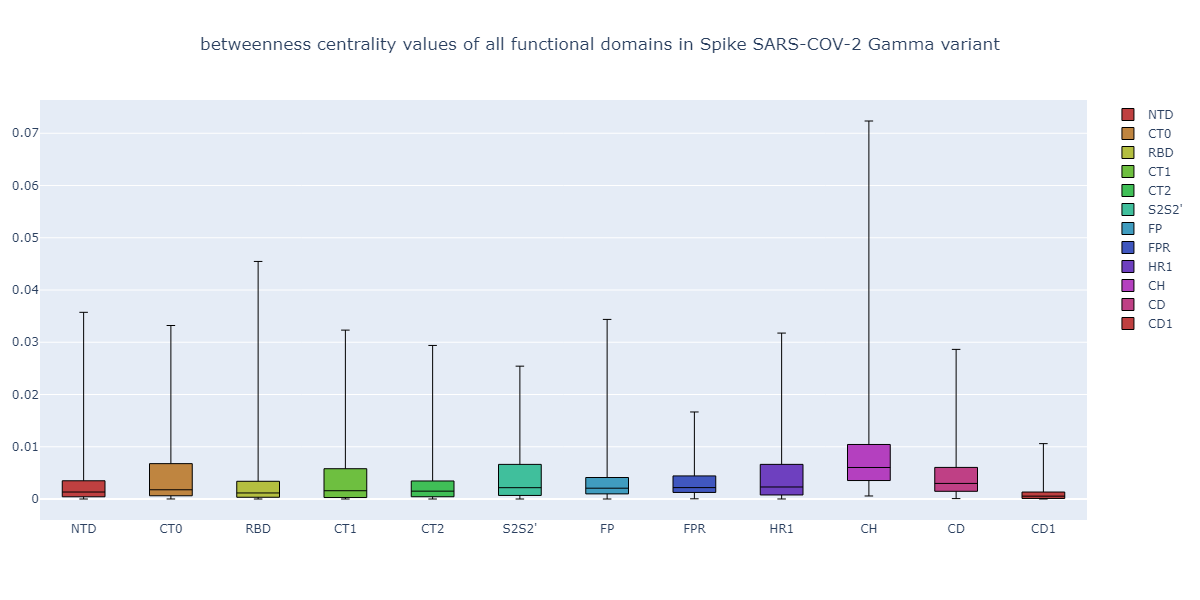 betweenness centrality values of all functional domains in Spike SARS-COV-2 Gamma variant
0.07
0.06
0.05
0.04
0.03
0.02
0.01
0
NTD CT0 RBD CT1 CT2 S2S2' FP FPR HR1 CH CD CD1
NTD
CT0
RBD
CT1
CT2
S2S2'
FP
FPR
HR1
CH
CD
CD1